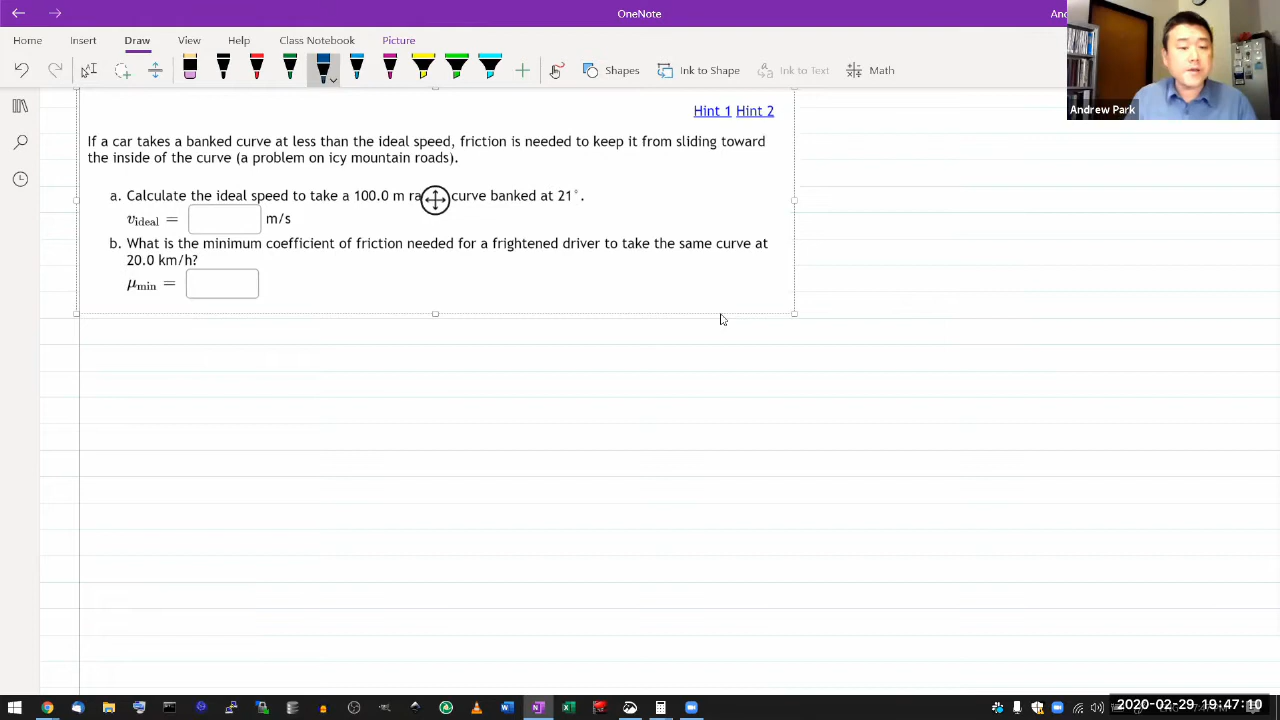 OneNote
An
Home Insert Draw View Help Class Notebook Picture
Shapes Ink to Shape Ink to Text Math
Andrew Park
Hint 1 Hint 2
If a car takes a banked curve at less than the ideal speed, friction is needed to keep it from sliding toward
the inside of the curve (a problem on icy mountain roads).
a. Calculate the ideal speed to take a 100.0 m ra curve banked at 21°.
v_ideal = m/s
b. What is the minimum coefficient of friction needed for a frightened driver to take the same curve at
20.0 km/h?
μ_min =
2020-02-29 19:47:10